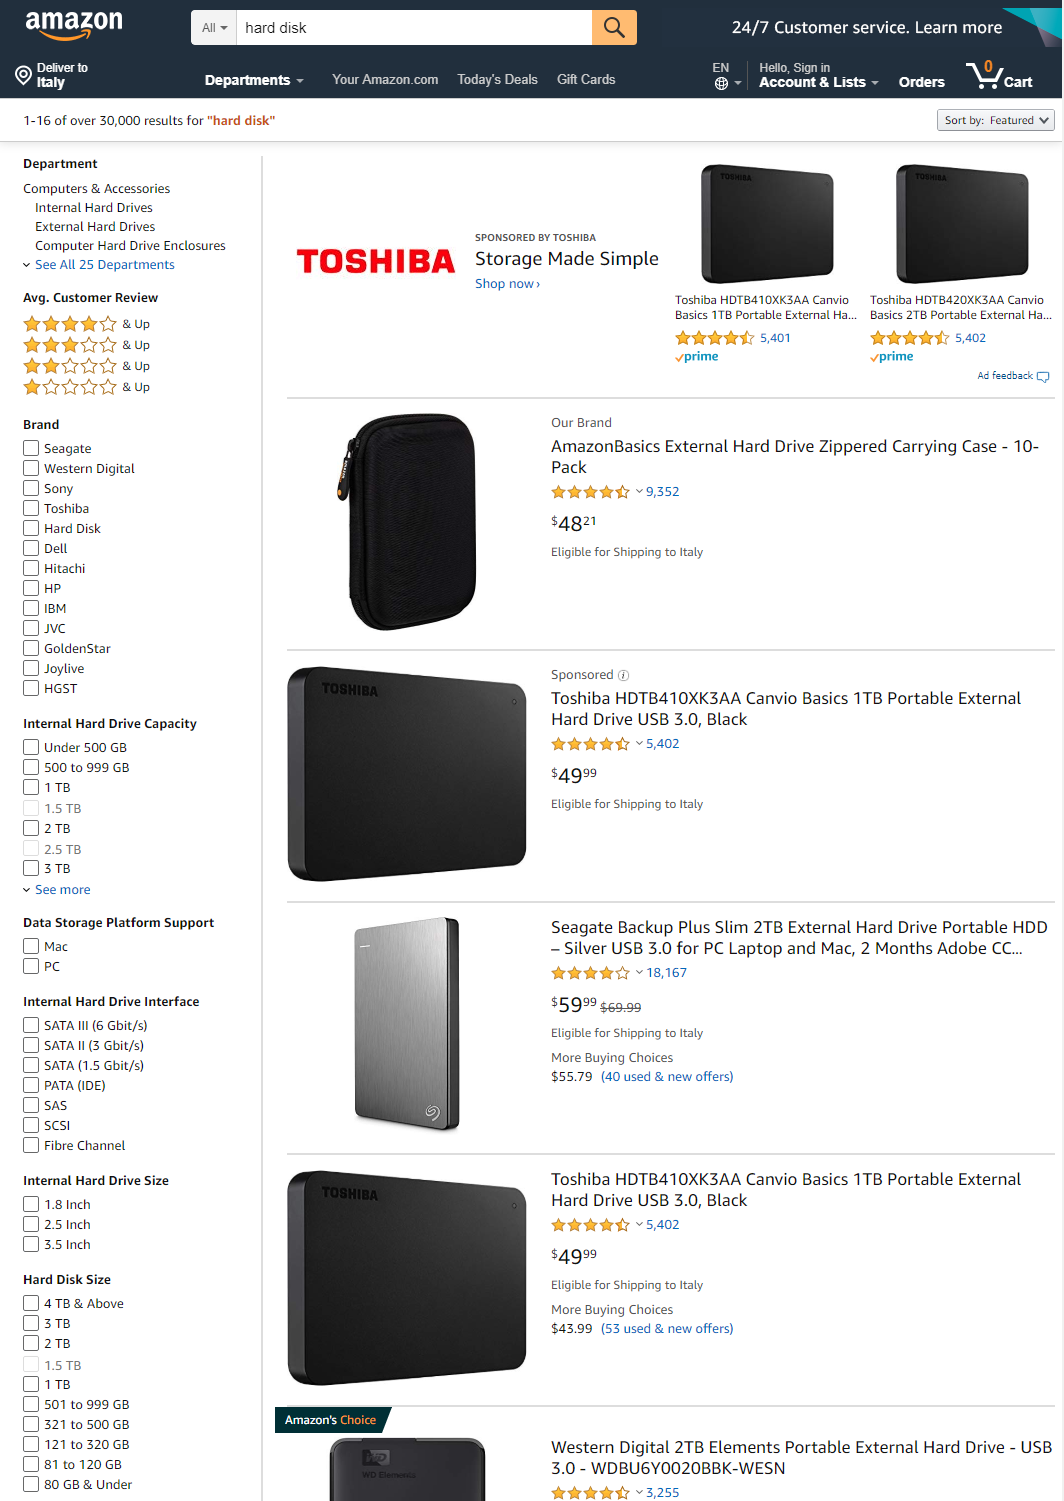 amazon
All
hard disk
24/7 Customer service. Learn more
Deliver to
Italy
Departments
Your Amazon.com
Today's Deals
Gift Cards
EN
Hello, Sign in
Account & Lists
Orders
0
Cart
1-16 of over 30,000 results for "hard disk"
Sort by: Featured
Department
Computers & Accessories
Internal Hard Drives
External Hard Drives
Computer Hard Drive Enclosures
See All 25 Departments
Avg. Customer Review
& Up
& Up
& Up
& Up
Brand
Seagate
Western Digital
Sony
Toshiba
Hard Disk
Dell
Hitachi
HP
IBM
JVC
GoldenStar
Joylive
HGST
Internal Hard Drive Capacity
Under 500 GB
500 to 999 GB
1 TB
1.5 TB
2 TB
2.5 TB
3 TB
See more
Data Storage Platform Support
Mac
PC
Internal Hard Drive Interface
SATA III (6 Gbit/s)
SATA II (3 Gbit/s)
SATA (1.5 Gbit/s)
PATA (IDE)
SAS
SCSI
Fibre Channel
Internal Hard Drive Size
1.8 Inch
2.5 Inch
3.5 Inch
Hard Disk Size
4 TB & Above
3 TB
2 TB
1.5 TB
1 TB
501 to 999 GB
321 to 500 GB
121 to 320 GB
81 to 120 GB
80 GB & Under
TOSHIBA
SPONSORED BY TOSHIBA
Storage Made Simple
Shop now ›
TOSHIBA
Toshiba HDTB410XK3AA Canvio
Basics 1TB Portable External Ha...
5,401
prime
TOSHIBA
Toshiba HDTB420XK3AA Canvio
Basics 2TB Portable External Ha...
5,402
prime
Ad feedback
Our Brand
AmazonBasics External Hard Drive Zippered Carrying Case - 10-
Pack
9,352
$48 21
Eligible for Shipping to Italy
TOSHIBA
Sponsored
Toshiba HDTB410XK3AA Canvio Basics 1TB Portable External
Hard Drive USB 3.0, Black
5,402
$49 99
Eligible for Shipping to Italy
Seagate Backup Plus Slim 2TB External Hard Drive Portable HDD
– Silver USB 3.0 for PC Laptop and Mac, 2 Months Adobe CC...
18,167
$59 99 $69.99
Eligible for Shipping to Italy
More Buying Choices
$55.79 (40 used & new offers)
TOSHIBA
Toshiba HDTB410XK3AA Canvio Basics 1TB Portable External
Hard Drive USB 3.0, Black
5,402
$49 99
Eligible for Shipping to Italy
More Buying Choices
$43.99 (53 used & new offers)
Amazon's Choice
WD
WD Elements
Western Digital 2TB Elements Portable External Hard Drive - USB
3.0 - WDBU6Y0020BBK-WESN
3,255